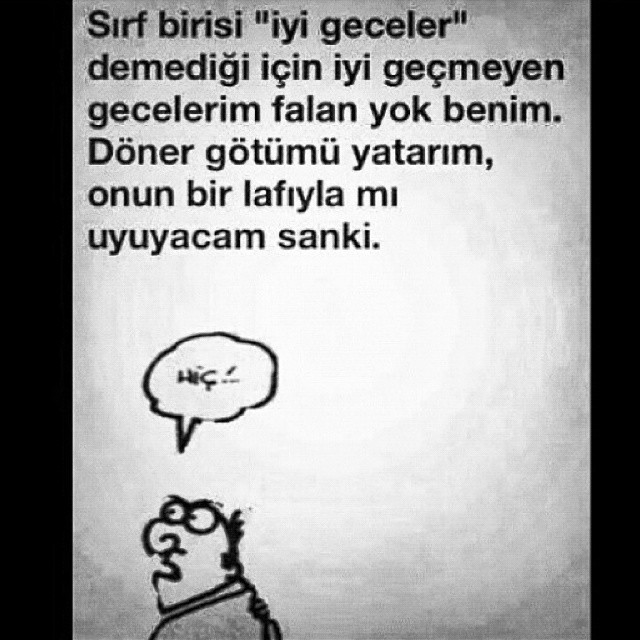 Sırf birisi "iyi geceler"
demediği için iyi geçmeyen
gecelerim falan yok benim.
Döner götümü yatarım,
onun bir lafıyla mı
uyuyacam sanki.
HİÇ!..